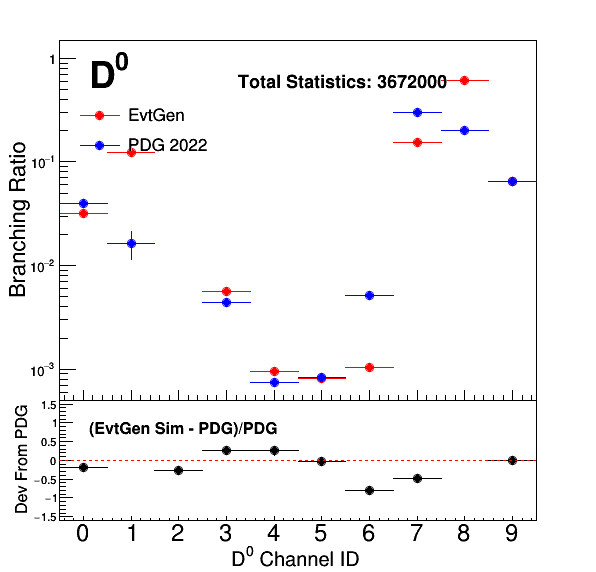 D0
Total Statistics: 3672000
EvtGen
PDG 2022
Branching Ratio
1
10−1
10−2
10−3
Dev From PDG
(EvtGen Sim - PDG)/PDG
1.5
1
0.5
0
−0.5
−1
−1.5
0 1 2 3 4 5 6 7 8 9
D0 Channel ID